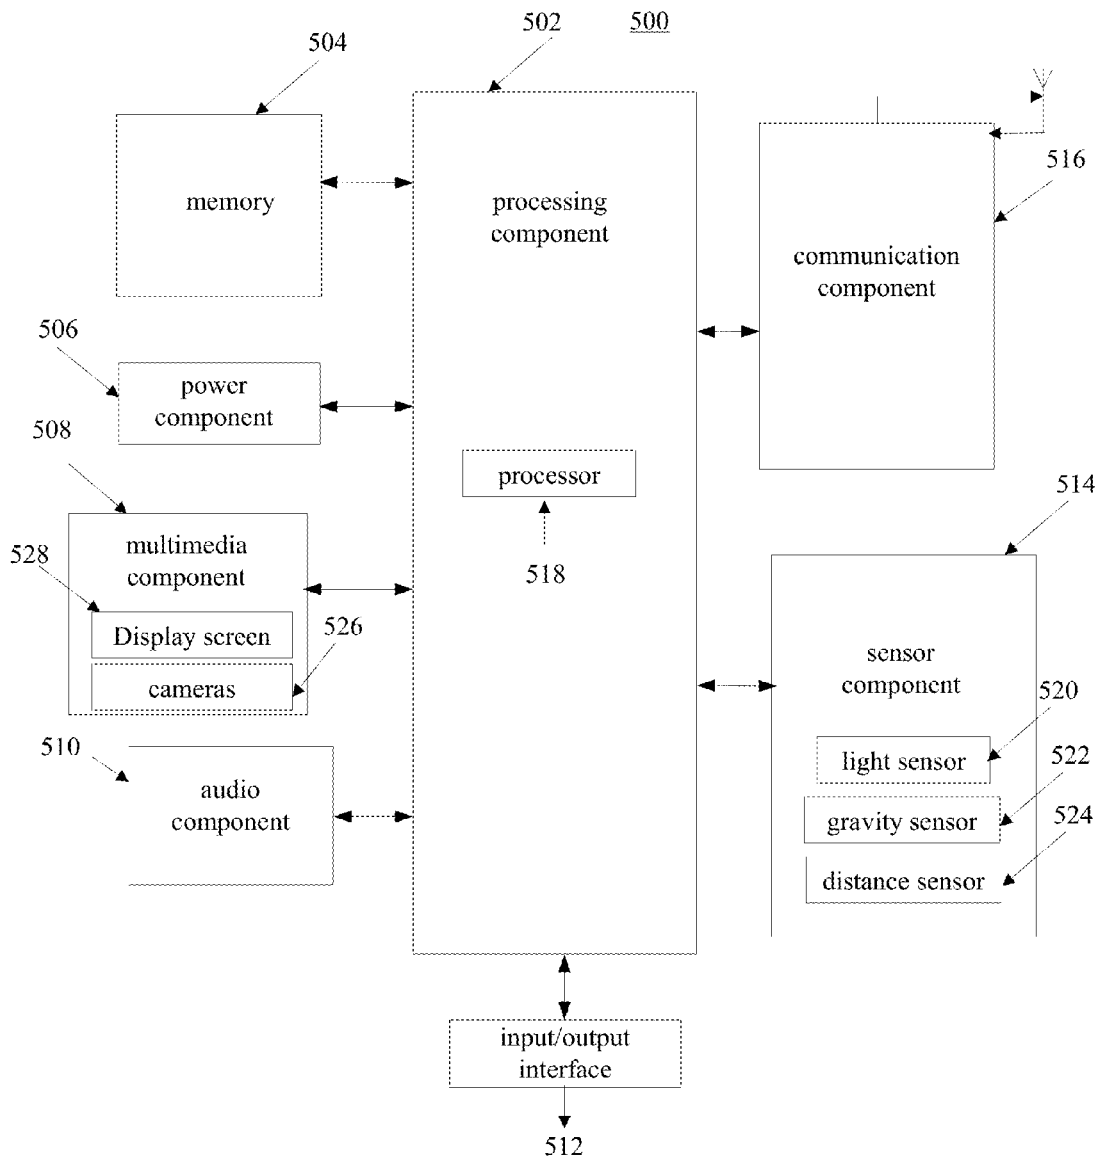 502
500
504
memory
processing
component
516
communication
component
506
power
component
508
processor
518
514
multimedia
component
528
Display screen
526
cameras
sensor
component
520
510
audio
component
light sensor
522
gravity sensor
524
distance sensor
input/output
interface
512